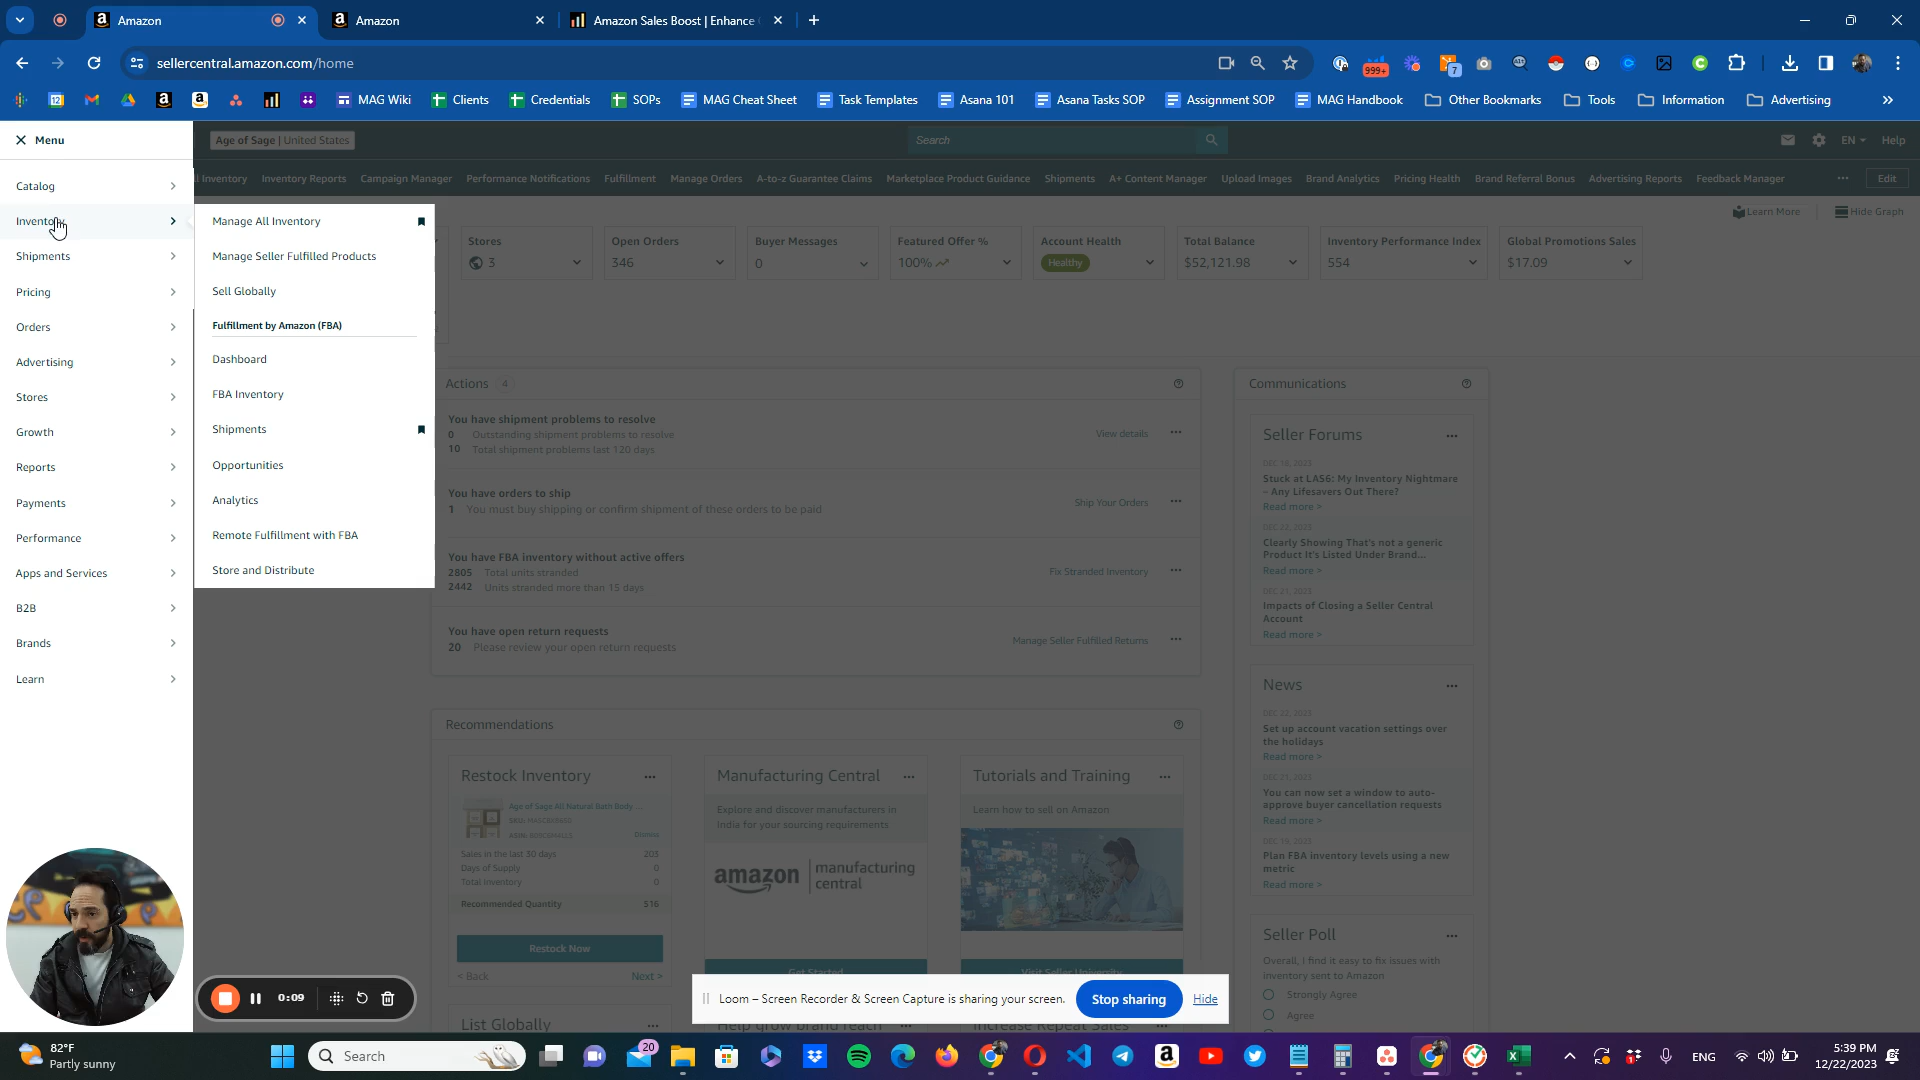 Amazon
Amazon
Amazon Sales Boost | Enhance
sellercentral.amazon.com/home
999+
7
12
MAG Wiki
Clients
Credentials
SOPs
MAG Cheat Sheet
Task Templates
Asana 101
Asana Tasks SOP
Assignment SOP
MAG Handbook
Other Bookmarks
Tools
Information
Advertising
Menu
Age of Sage | United States
Search
EN
Help
Inventory
Inventory Reports
Campaign Manager
Performance Notifications
Fulfillment
Manage Orders
A-to-z Guarantee Claims
Marketplace Product Guidance
Shipments
A+ Content Manager
Upload Images
Brand Analytics
Pricing Health
Brand Referral Bonus
Advertising Reports
Feedback Manager
Edit
Learn More
Hide Graph
Catalog
Inventory
Shipments
Pricing
Orders
Advertising
Stores
Growth
Reports
Payments
Performance
Apps and Services
B2B
Brands
Learn
Manage All Inventory
Manage Seller Fulfilled Products
Sell Globally
Fulfillment by Amazon (FBA)
Dashboard
FBA Inventory
Shipments
Opportunities
Analytics
Remote Fulfillment with FBA
Store and Distribute
Stores
3
Open Orders
346
Buyer Messages
0
Featured Offer %
100%
Account Health
Healthy
Total Balance
$52,121.98
Inventory Performance Index
554
Global Promotions Sales
$17.09
Actions 4
You have shipment problems to resolve
0 Outstanding shipment problems to resolve
10 Total shipment problems last 120 days
View details
You have orders to ship
1 You must buy shipping or confirm shipment of these orders to be paid
Ship Your Orders
You have FBA inventory without active offers
2805 Total units stranded
2442 Units stranded more than 15 days
Fix Stranded Inventory
You have open return requests
20 Please review your open return requests
Manage Seller Fulfilled Returns
Communications
Seller Forums
DEC 18, 2023
Stuck at LAS6: My Inventory Nightmare
– Any Lifesavers Out There?
Read more >
DEC 22, 2023
Clearly Showing That's not a generic
Product It's Listed Under Brand...
Read more >
DEC 21, 2023
Impacts of Closing a Seller Central
Account
Read more >
News
DEC 22, 2023
Set up account vacation settings over
the holidays
Read more >
DEC 21, 2023
You can now set a window to auto-
approve buyer cancellation requests
Read more >
DEC 19, 2023
Plan FBA inventory levels using a new
metric
Read more >
Seller Poll
Overall, I find it easy to fix issues with
inventory sent to Amazon
Strongly Agree
Agree
Recommendations
Restock Inventory
Age of Sage All Natural Bath Body ...
SKU:
ASIN:
Dismiss
Sales in the last 30 days 203
Days of Supply 0
Total Inventory 0
Recommended Quantity 516
Restock Now
< Back
Next >
Manufacturing Central
Explore and discover manufacturers in
India for your sourcing requirements
amazon | manufacturing
central
Get Started
Tutorials and Training
Learn how to sell on Amazon
Visit Seller University
List Globally
Help grow brand reach
Increase Repeat Sales
0:09
Loom – Screen Recorder & Screen Capture is sharing your screen.
Stop sharing
Hide
82°F
Partly sunny
Search
20
1
ENG
5:39 PM
12/22/2023